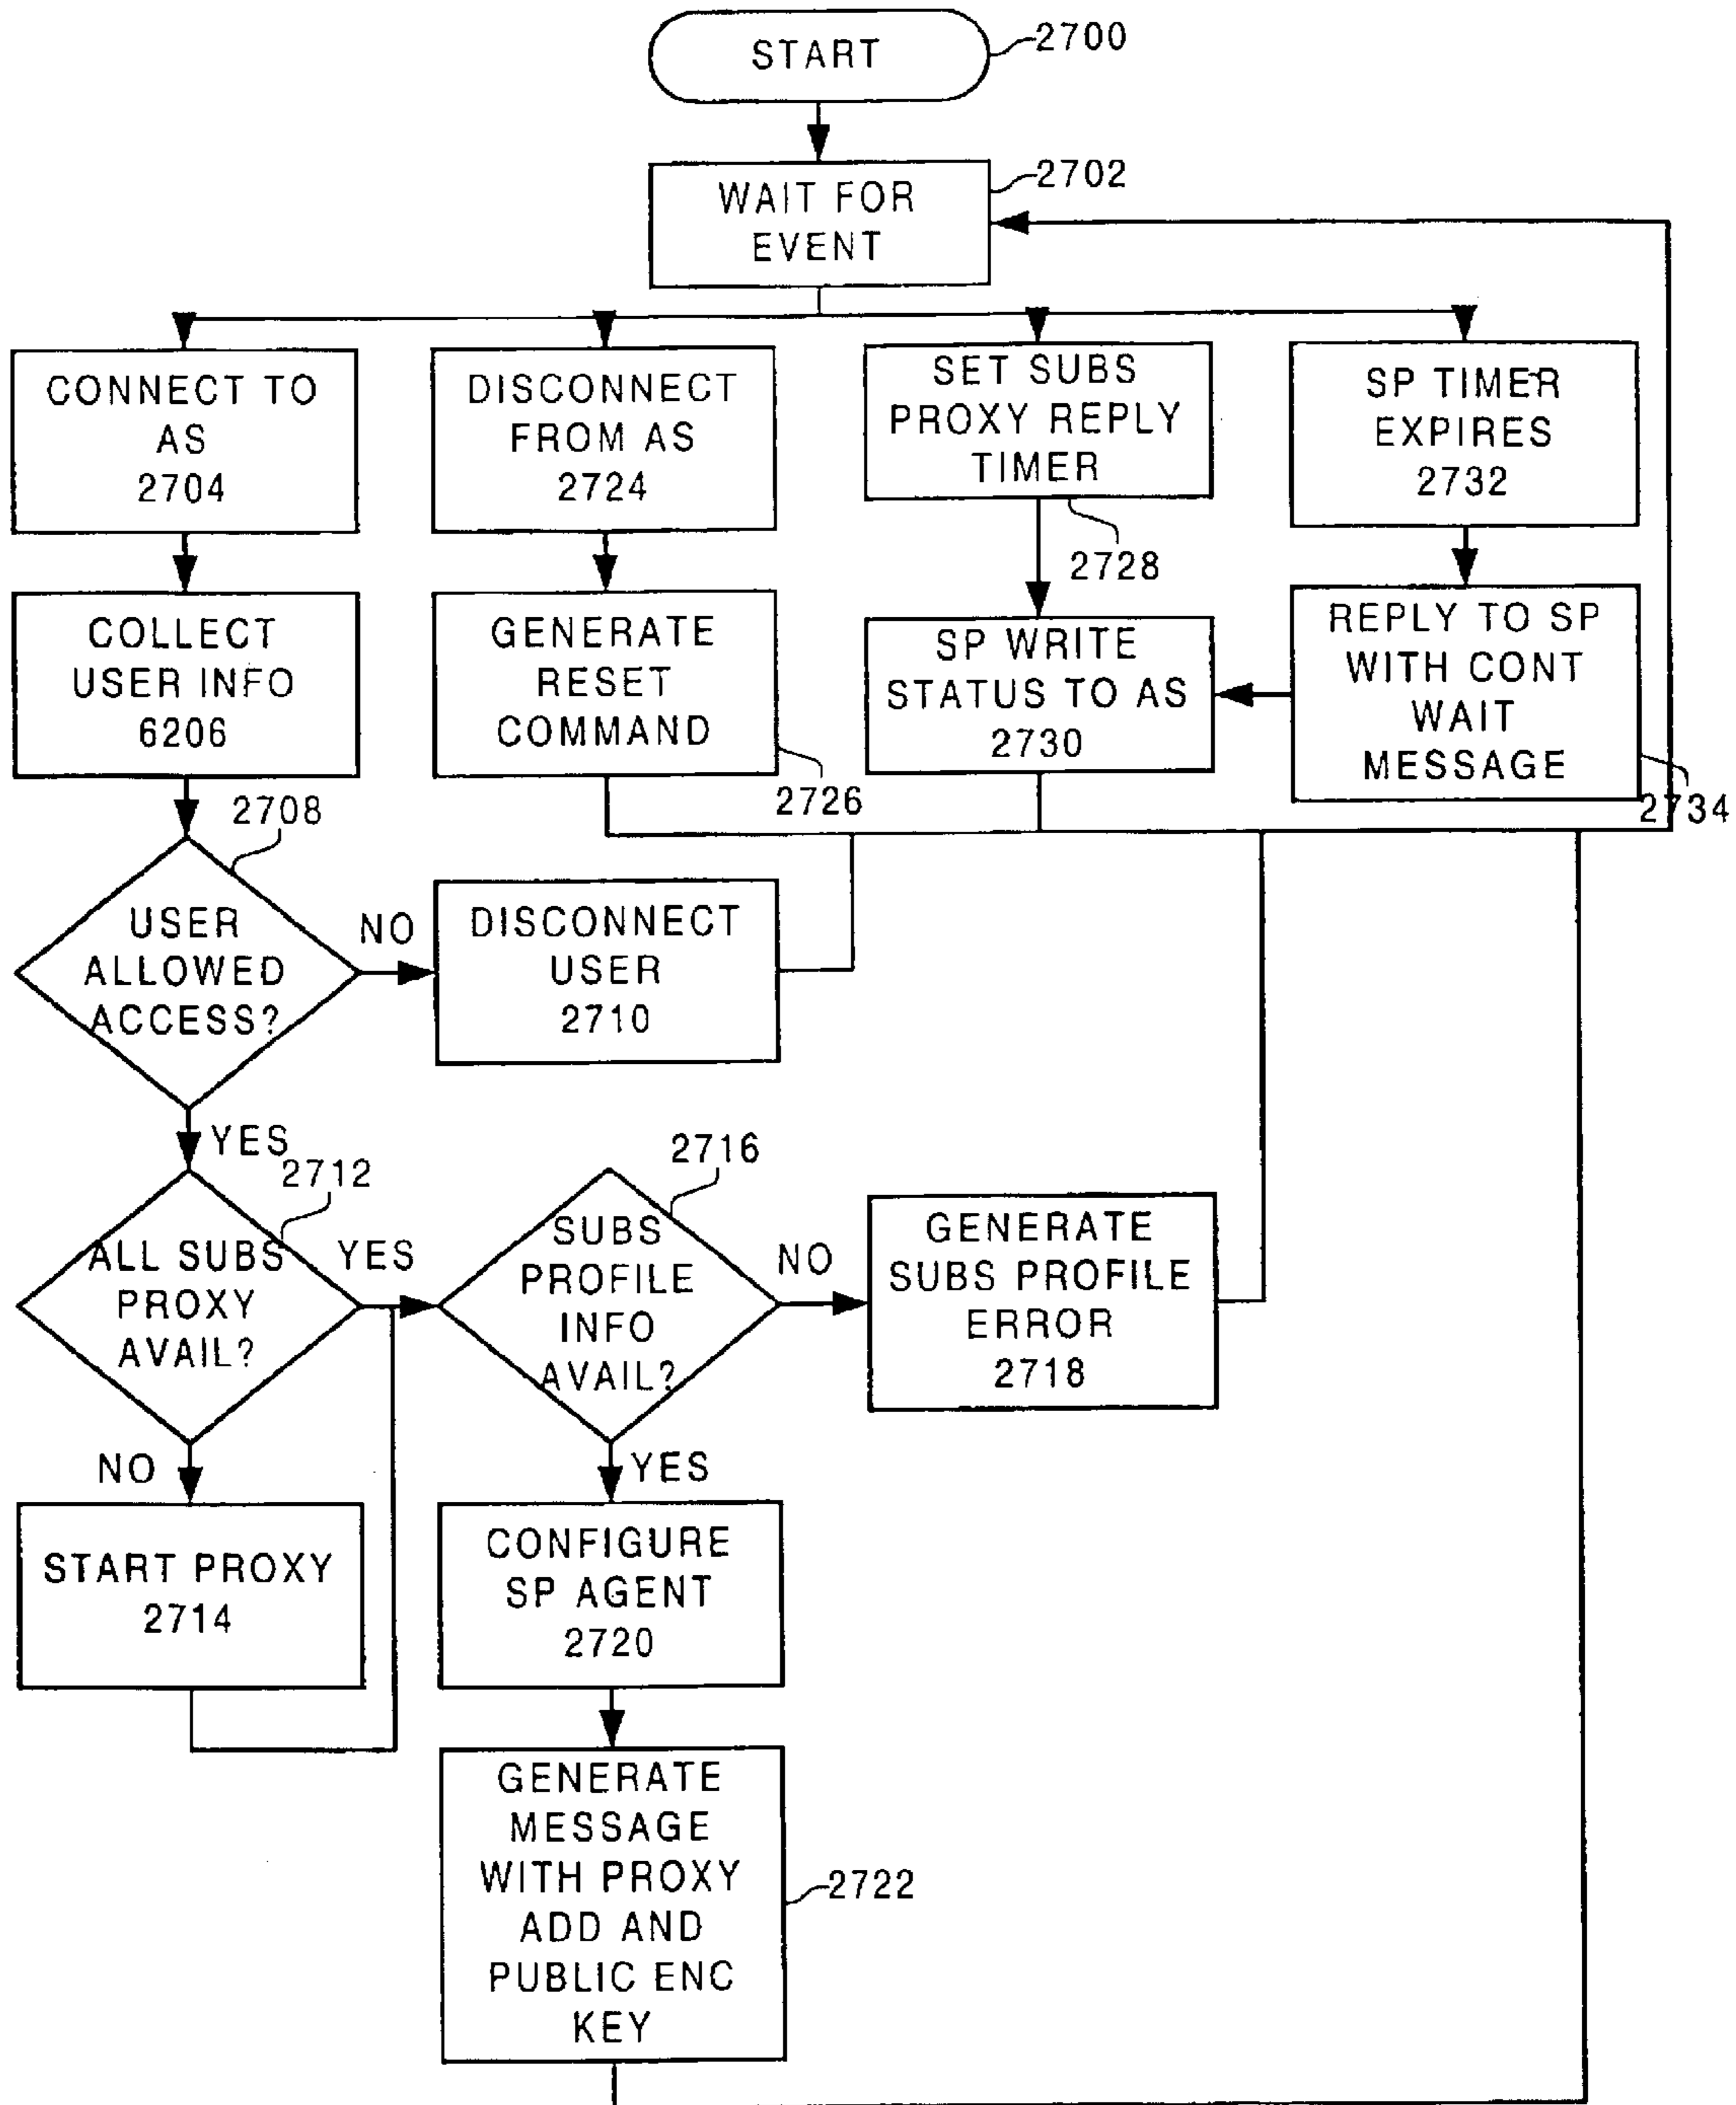 START
2700
WAIT FOR
EVENT
2702
CONNECT TO
AS
2704
DISCONNECT
FROM AS
2724
SET SUBS
PROXY REPLY
TIMER
2728
SP TIMER
EXPIRES
2732
COLLECT
USER INFO
6206
GENERATE
RESET
COMMAND
2726
SP WRITE
STATUS TO AS
2730
REPLY TO SP
WITH CONT
WAIT
MESSAGE
2734
2708
USER
ALLOWED
ACCESS?
NO
DISCONNECT
USER
2710
YES
2712
ALL SUBS
PROXY
AVAIL?
YES
2716
SUBS
PROFILE
INFO
AVAIL?
NO
GENERATE
SUBS PROFILE
ERROR
2718
NO
START PROXY
2714
YES
CONFIGURE
SP AGENT
2720
GENERATE
MESSAGE
WITH PROXY
ADD AND
PUBLIC ENC
KEY
2722